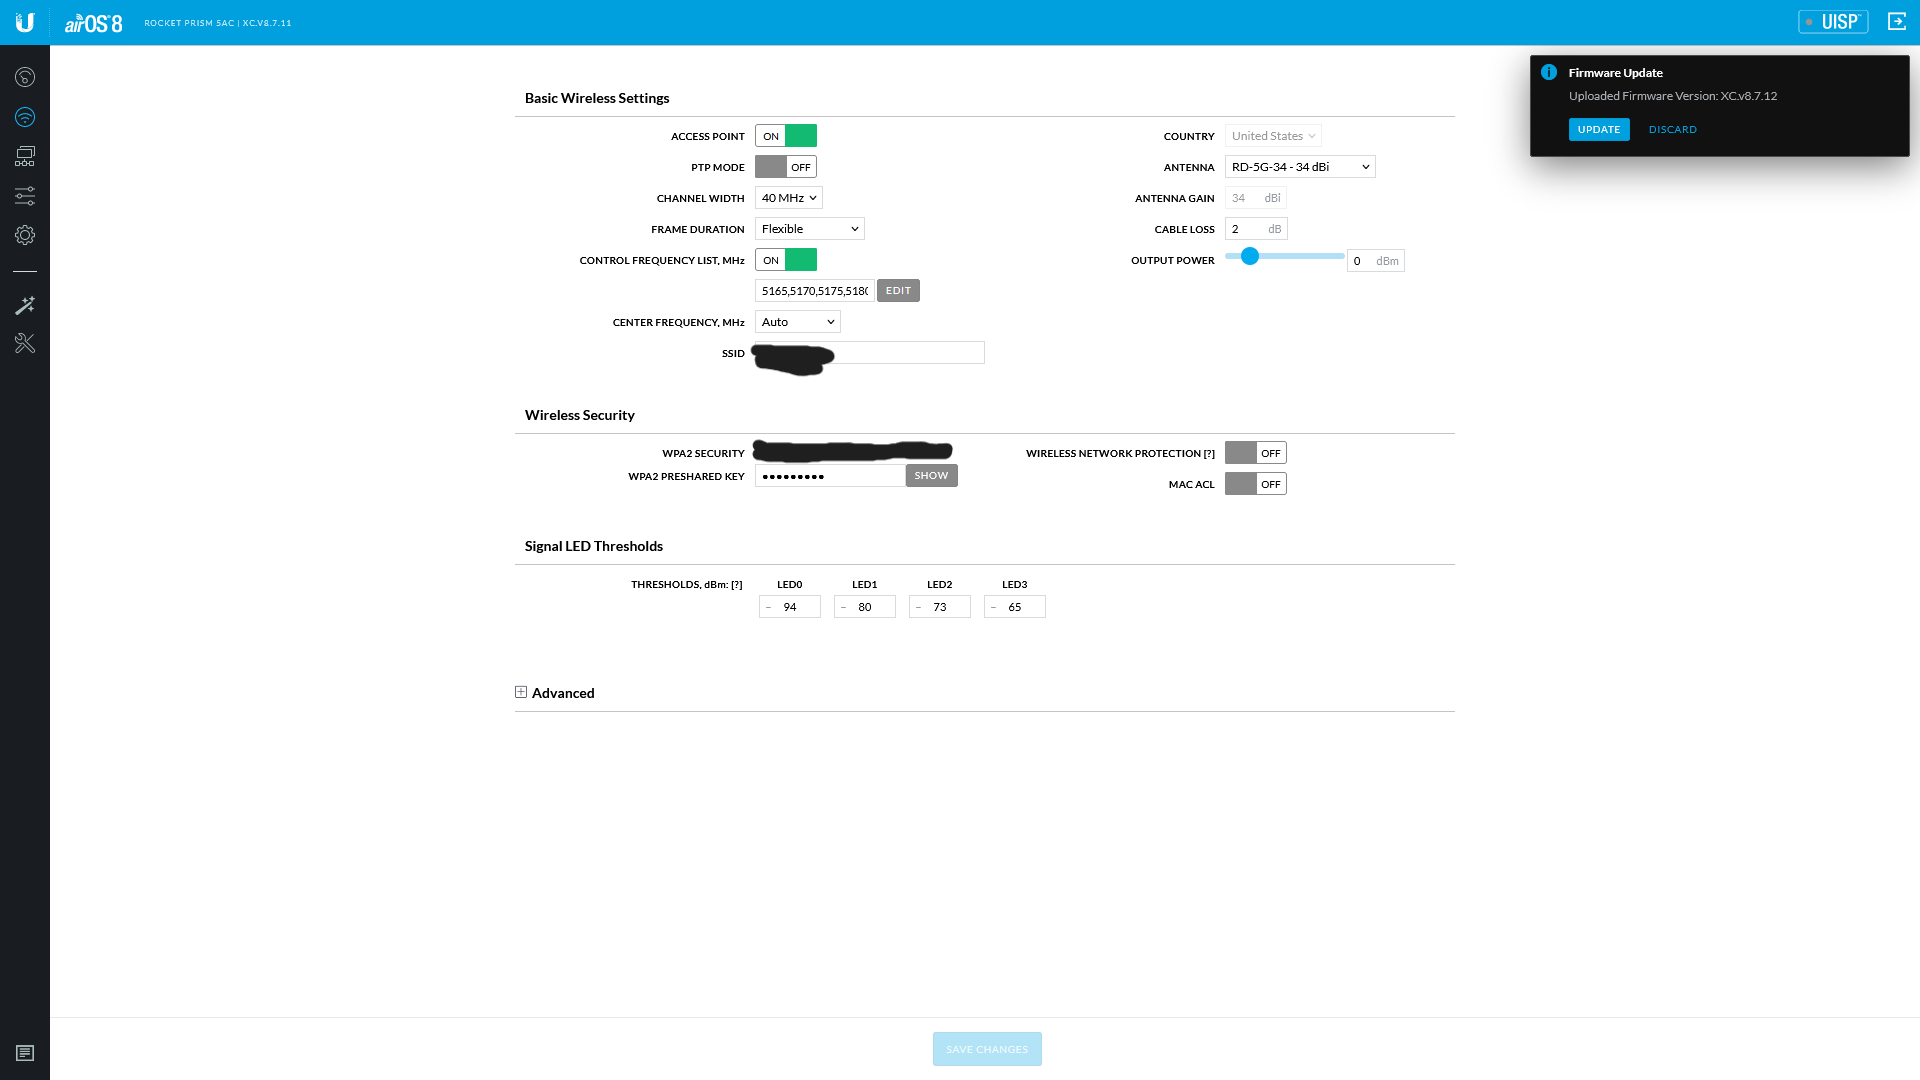 airOS 8 ROCKET PRISM 5AC | XC.V8.7.11 UISP
Firmware Update
Uploaded Firmware Version: XC.v8.7.12
UPDATE DISCARD
Basic Wireless Settings
ACCESS POINT ON
PTP MODE OFF
CHANNEL WIDTH 40 MHz
FRAME DURATION Flexible
CONTROL FREQUENCY LIST, MHz ON
5165,5170,5175,5180 EDIT
CENTER FREQUENCY, MHz Auto
SSID
COUNTRY United States
ANTENNA RD-5G-34 - 34 dBi
ANTENNA GAIN 34 dBi
CABLE LOSS 2 dB
OUTPUT POWER 0 dBm
Wireless Security
WPA2 SECURITY
WPA2 PRESHARED KEY ••••••••• SHOW
WIRELESS NETWORK PROTECTION [?] OFF
MAC ACL OFF
Signal LED Thresholds
THRESHOLDS, dBm: [?] LED0 LED1 LED2 LED3
– 94 – 80 – 73 – 65
Advanced
SAVE CHANGES